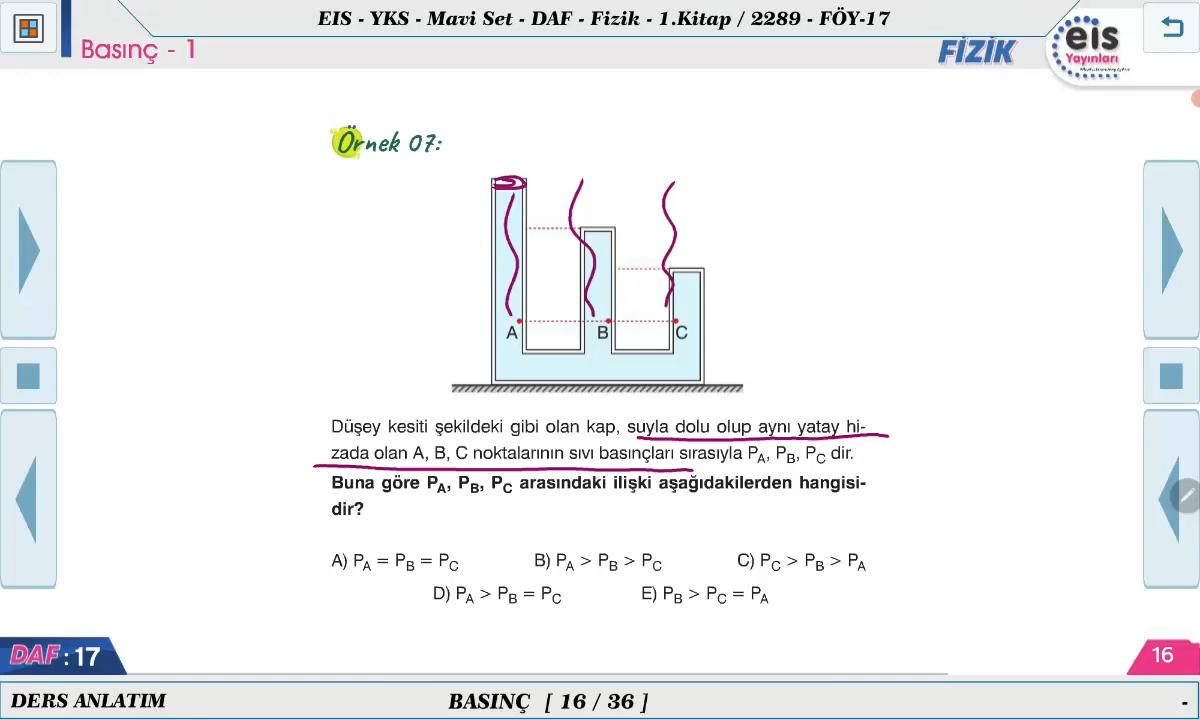 EIS - YKS - Mavi Set - DAF - Fizik - 1.Kitap / 2289 - FÖY-17
Basınç - 1
FİZİK
eis
Yayınları
Örnek 07:
A
B
C
Düşey kesiti şekildeki gibi olan kap, suyla dolu olup aynı yatay hi-
zada olan A, B, C noktalarının sıvı basınçları sırasıyla PA, PB, PC dir.
Buna göre PA, PB, PC arasındaki ilişki aşağıdakilerden hangisi-
dir?
A) PA = PB = PC B) PA > PB > PC C) PC > PB > PA
D) PA > PB = PC E) PB > PC = PA
DAF : 17
16
DERS ANLATIM BASINÇ [ 16 / 36 ] -